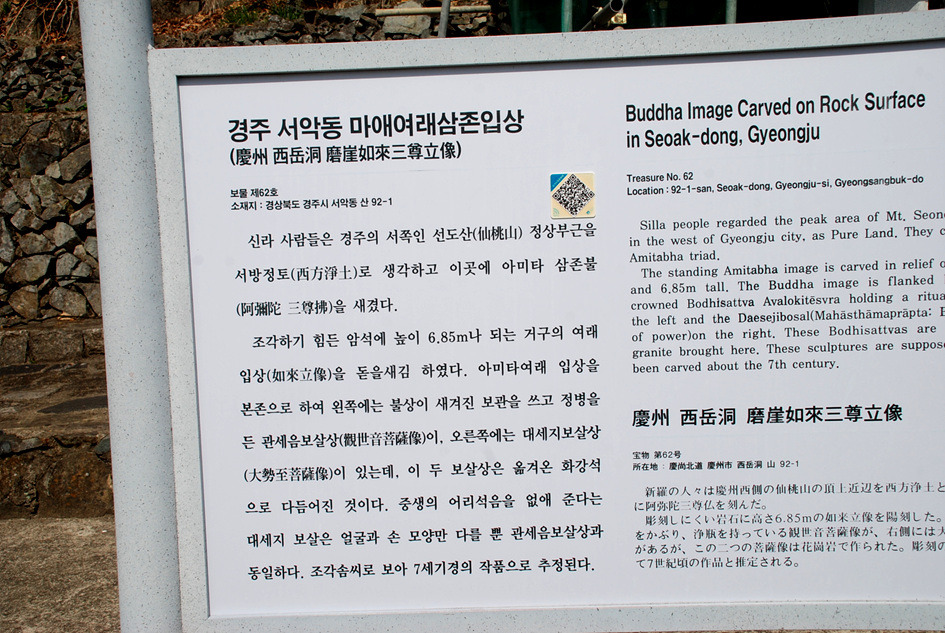 경주 서악동 마애여래삼존입상
(慶州 西岳洞 磨崖如來三尊立像)
보물 제62호
소재지 : 경상북도 경주시 서악동 산 92-1
신라 사람들은 경주의 서쪽인 선도산(仙桃山) 정상부근을
서방정토(西方淨土)로 생각하고 이곳에 아미타 삼존불
(阿彌陀 三尊拂)을 새겼다.
조각하기 힘든 암석에 높이 6.85m나 되는 거구의 여래
입상(如來立像)을 돋을새김 하였다. 아미타여래 입상을
본존으로 하여 왼쪽에는 불상이 새겨진 보관을 쓰고 정병을
든 관세음보살상(觀世音菩薩像)이, 오른쪽에는 대세지보살상
(大勢至菩薩像)이 있는데, 이 두 보살상은 옮겨온 화강석
으로 다듬어진 것이다. 중생의 어리석음을 없애 준다는
대세지 보살은 얼굴과 손 모양만 다를 뿐 관세음보살상과
동일하다. 조각솜씨로 보아 7세기경의 작품으로 추정된다.
Buddha Image Carved on Rock Surface
in Seoak-dong, Gyeongju
Treasure No. 62
Location : 92-1-san, Seoak-dong, Gyeongju-si, Gyeongsangbuk-do
Silla people regarded the peak area of Mt. Seon
in the west of Gyeongju city, as Pure Land. They c
Amitabha triad.
The standing Amitabha image is carved in relief o
and 6.85m tall. The Buddha image is flanked
crowned Bodhisattva Avalokitēsvra holding a ritua
the left and the Daesejibosal(Mahāsthāmaprāpta:
of power)on the right. These Bodhisattvas are
granite brought here. These sculptures are suppos
been carved about the 7th century.
慶州 西岳洞 磨崖如來三尊立像
宝物 第62号
所在地 : 慶尚北道 慶州市 西岳洞 山 92-1
新羅の人々は慶州西側の仙桃山の頂上近辺を西方浄土と
に阿弥陀三尊仏を刻んだ。
彫刻しにくい岩石に高さ6.85mの如来立像を陽刻した。
をかぶり、浄瓶を持っている観世音菩薩像が、右側には大
があるが、この二つの菩薩像は花崗岩で作られた。彫刻の
て7世紀頃の作品と推定される。